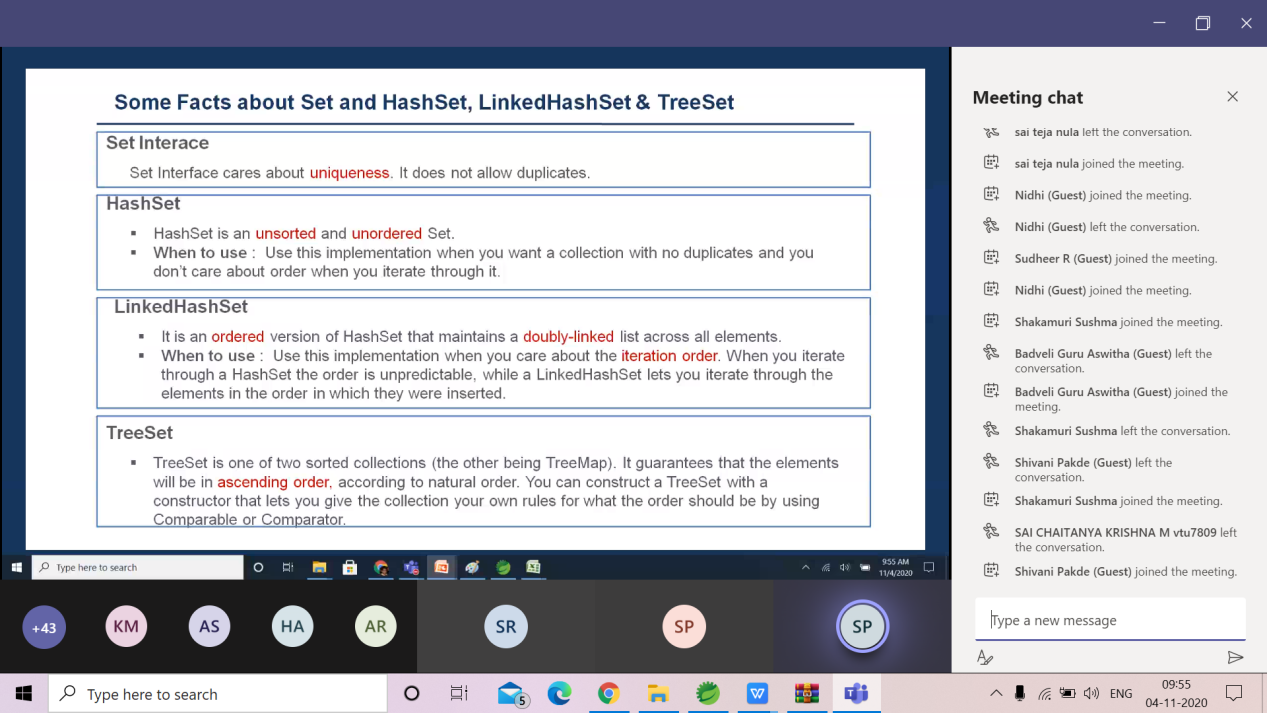 Some Facts about Set and HashSet, LinkedHashSet & TreeSet
Set Interace
Set Interface cares about uniqueness. It does not allow duplicates.
HashSet
▪ HashSet is an unsorted and unordered Set.
▪ When to use : Use this implementation when you want a collection with no duplicates and you
don't care about order when you iterate through it.
LinkedHashSet
▪ It is an ordered version of HashSet that maintains a doubly-linked list across all elements.
▪ When to use : Use this implementation when you care about the iteration order. When you iterate
through a HashSet the order is unpredictable, while a LinkedHashSet lets you iterate through the
elements in the order in which they were inserted.
TreeSet
▪ TreeSet is one of two sorted collections (the other being TreeMap). It guarantees that the elements
will be in ascending order, according to natural order. You can construct a TreeSet with a
constructor that lets you give the collection your own rules for what the order should be by using
Comparable or Comparator.
Type here to search
9:55 AM
11/4/2020
+43
KM
AS
HA
AR
SR
SP
SP
Meeting chat
sai teja nula left the conversation.
sai teja nula joined the meeting.
Nidhi (Guest) joined the meeting.
Nidhi (Guest) left the conversation.
Sudheer R (Guest) joined the meeting.
Nidhi (Guest) joined the meeting.
Shakamuri Sushma joined the meeting.
Badveli Guru Aswitha (Guest) left the
conversation.
Badveli Guru Aswitha (Guest) joined the
meeting.
Shakamuri Sushma left the conversation.
Shivani Pakde (Guest) left the
conversation.
Shakamuri Sushma joined the meeting.
SAI CHAITANYA KRISHNA M vtu7809 left
the conversation.
Shivani Pakde (Guest) joined the meeting.
Type a new message
Type here to search
5
W
ENG
09:55
04-11-2020